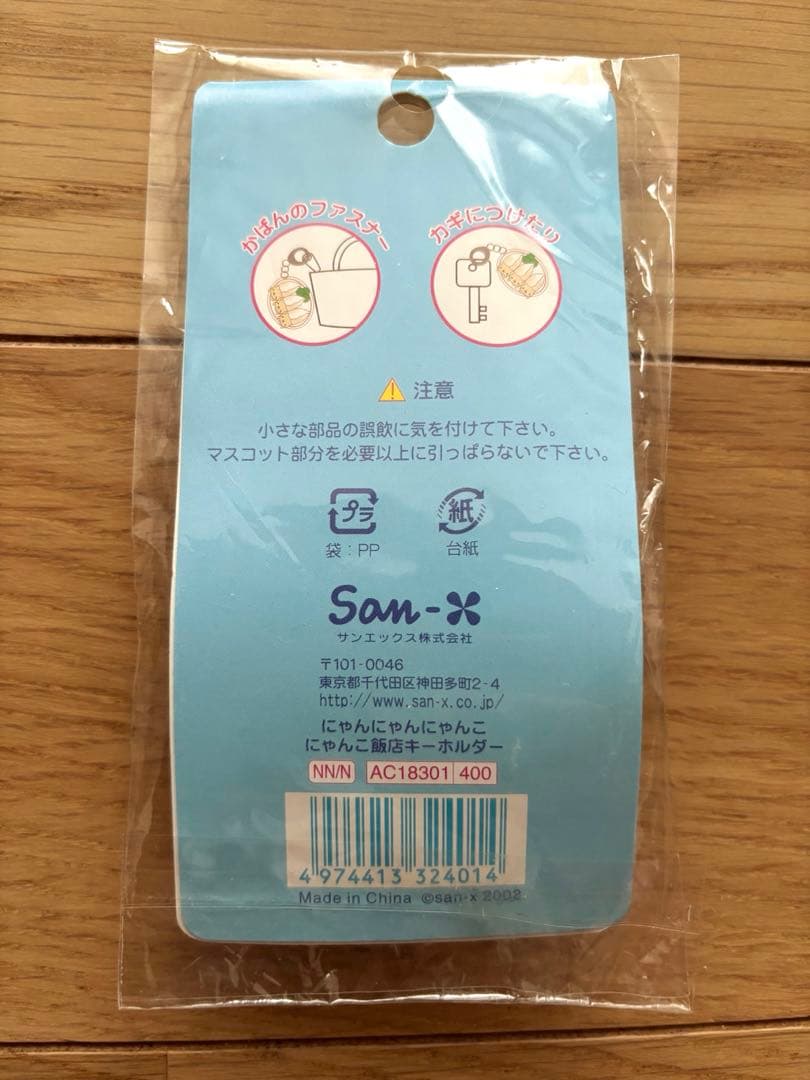 かばんのファスナー
カギにつけたり
注意
小さな部品の誤飲に気を付けて下さい。
マスコット部分を必要以上に引っぱらないで下さい。
プラ
紙
袋:PP
台紙
San-X
サンエックス株式会社
〒101-0046
東京都千代田区神田多町2-4
http://www.san-x.co.jp/
にゃんにゃんにゃんこ
にゃんこ飯店キーホルダー
NN/N AC18301 400
4 974413 324014
Made in China ©san-x 2002